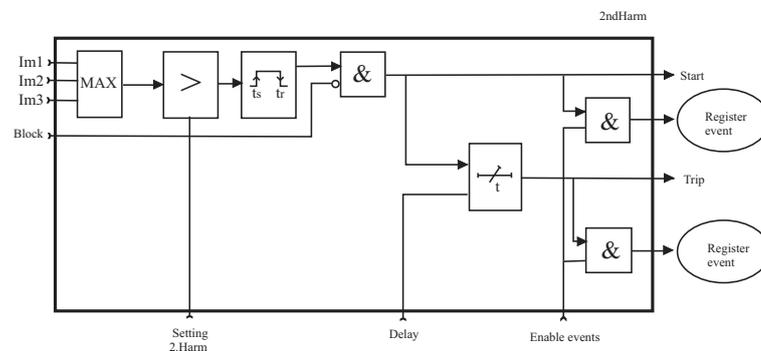 2ndHarm
Im1
Im2
Im3
MAX
>
ts tr
&
Start
Block
&
Register
event
t
Trip
&
Register
event
Setting
2.Harm
Delay
Enable events